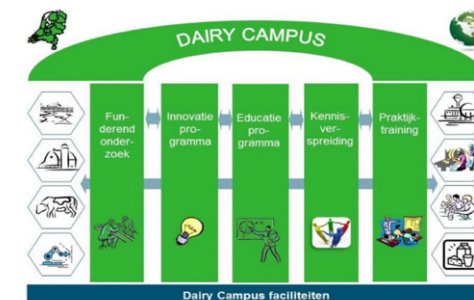 DAIRY CAMPUS
Fun-
derend
onder-
zoek
Innovatie
pro-
gramma
Educatie
pro-
gramma
Kennis-
ver-
spreiding
Praktijk-
training
Dairy Campus faciliteiten